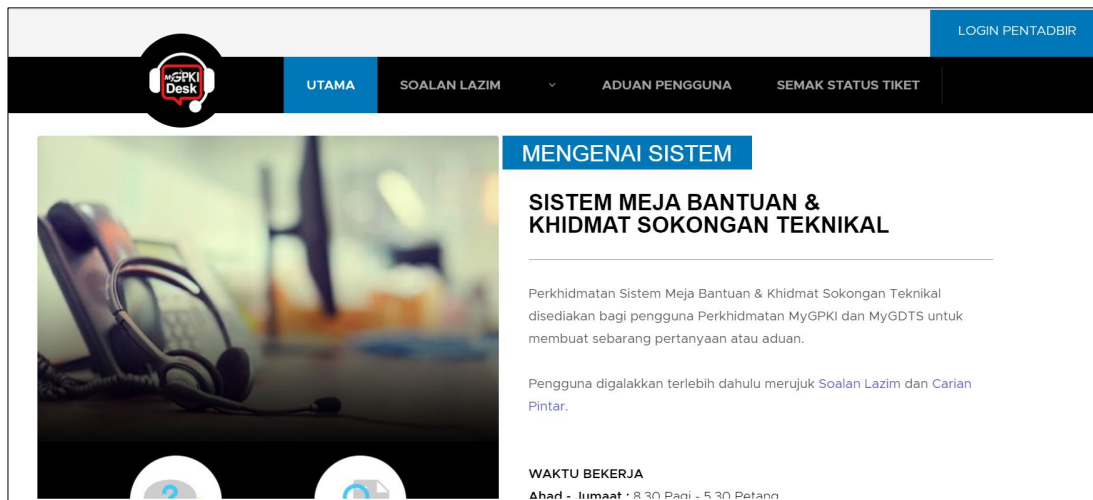 LOGIN PENTADBIR
MyGPKI
Desk
UTAMA SOALAN LAZIM ADUAN PENGGUNA SEMAK STATUS TIKET
MENGENAI SISTEM
SISTEM MEJA BANTUAN &
KHIDMAT SOKONGAN TEKNIKAL
Perkhidmatan Sistem Meja Bantuan & Khidmat Sokongan Teknikal
disediakan bagi pengguna Perkhidmatan MyGPKI dan MyGDTS untuk
membuat sebarang pertanyaan atau aduan.
Pengguna digalakkan terlebih dahulu merujuk Soalan Lazim dan Carian
Pintar.
WAKTU BEKERJA
Ahad - Jumaat : 8.30 Pagi - 5.30 Petang